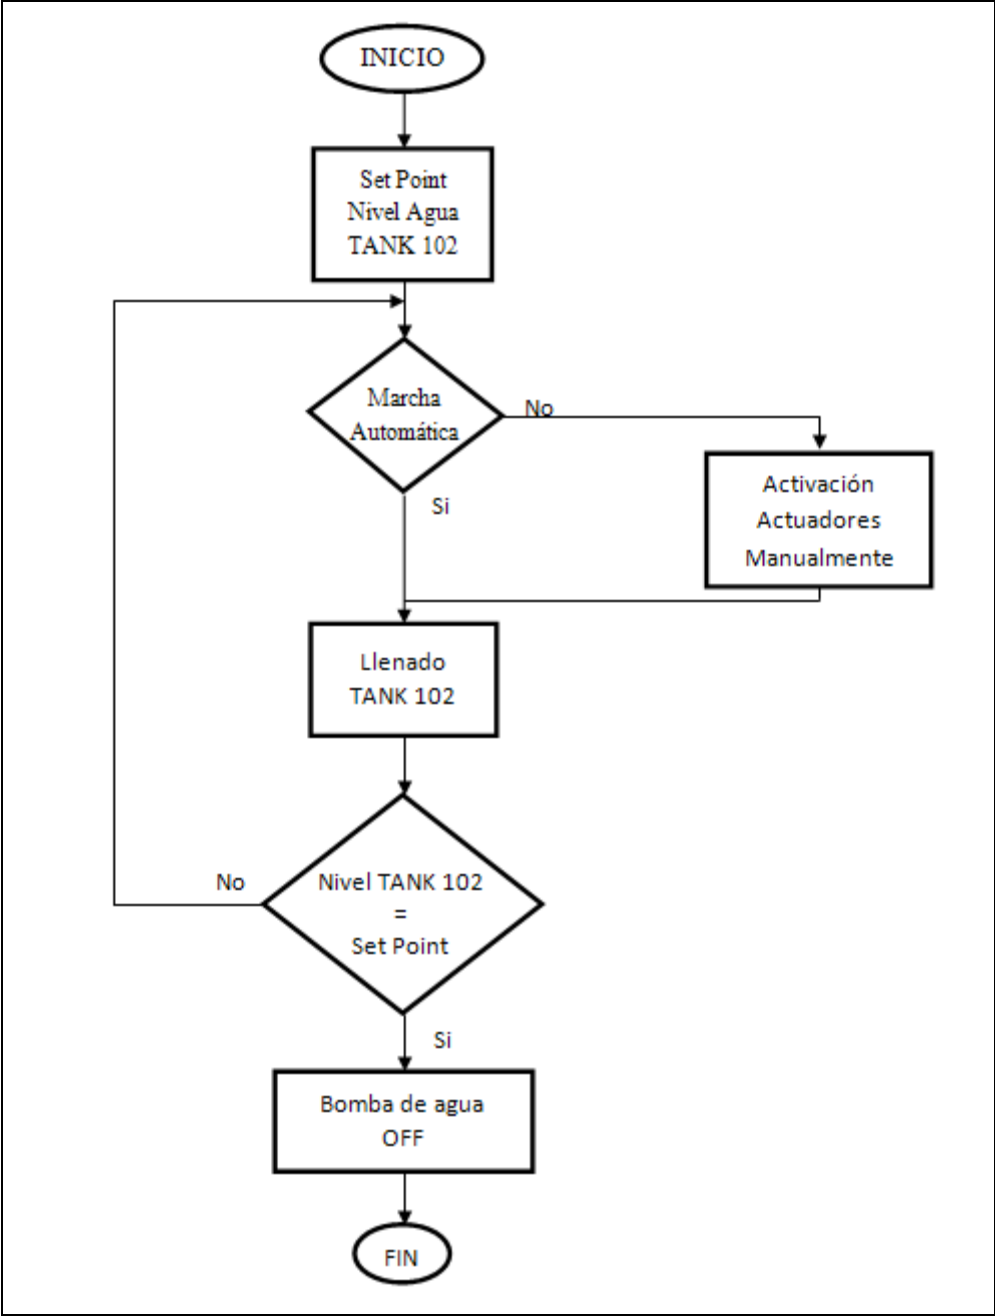 INICIO
Set Point
Nivel Agua
TANK 102
Marcha
Automática
No
Si
Activación
Actuadores
Manualmente
Llenado
TANK 102
No
Nivel TANK 102
=
Set Point
Si
Bomba de agua
OFF
FIN